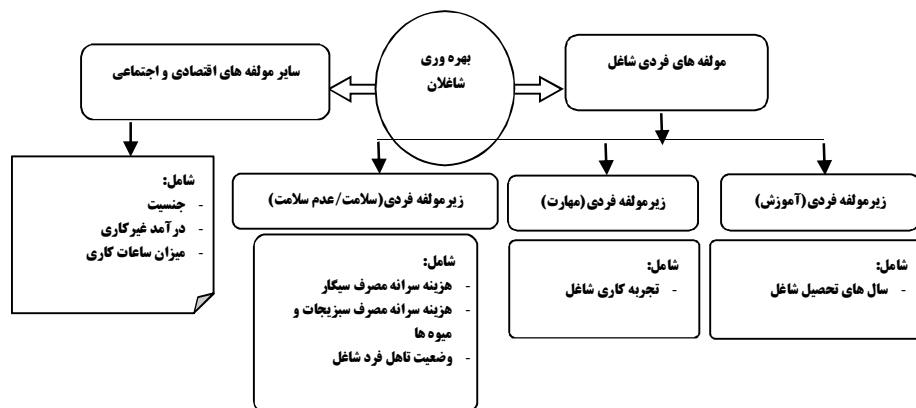 بهره وری
شاغلان
مولفه های فردی شاغل
سایر مولفه های اقتصادی و اجتماعی
زیرمولفه فردی(آموزش)
شامل:
- سال های تحصیل شاغل
زیرمولفه فردی(مهارت)
شامل:
- تجربه کاری شاغل
زیرمولفه فردی(سلامت/عدم سلامت)
شامل:
- هزینه سرانه مصرف سیگار
- هزینه سرانه مصرف سبزیجات و
میوه ها
- وضعیت تاهل فرد شاغل
شامل:
- جنسیت
- درآمد غیرکاری
- میزان ساعات کاری